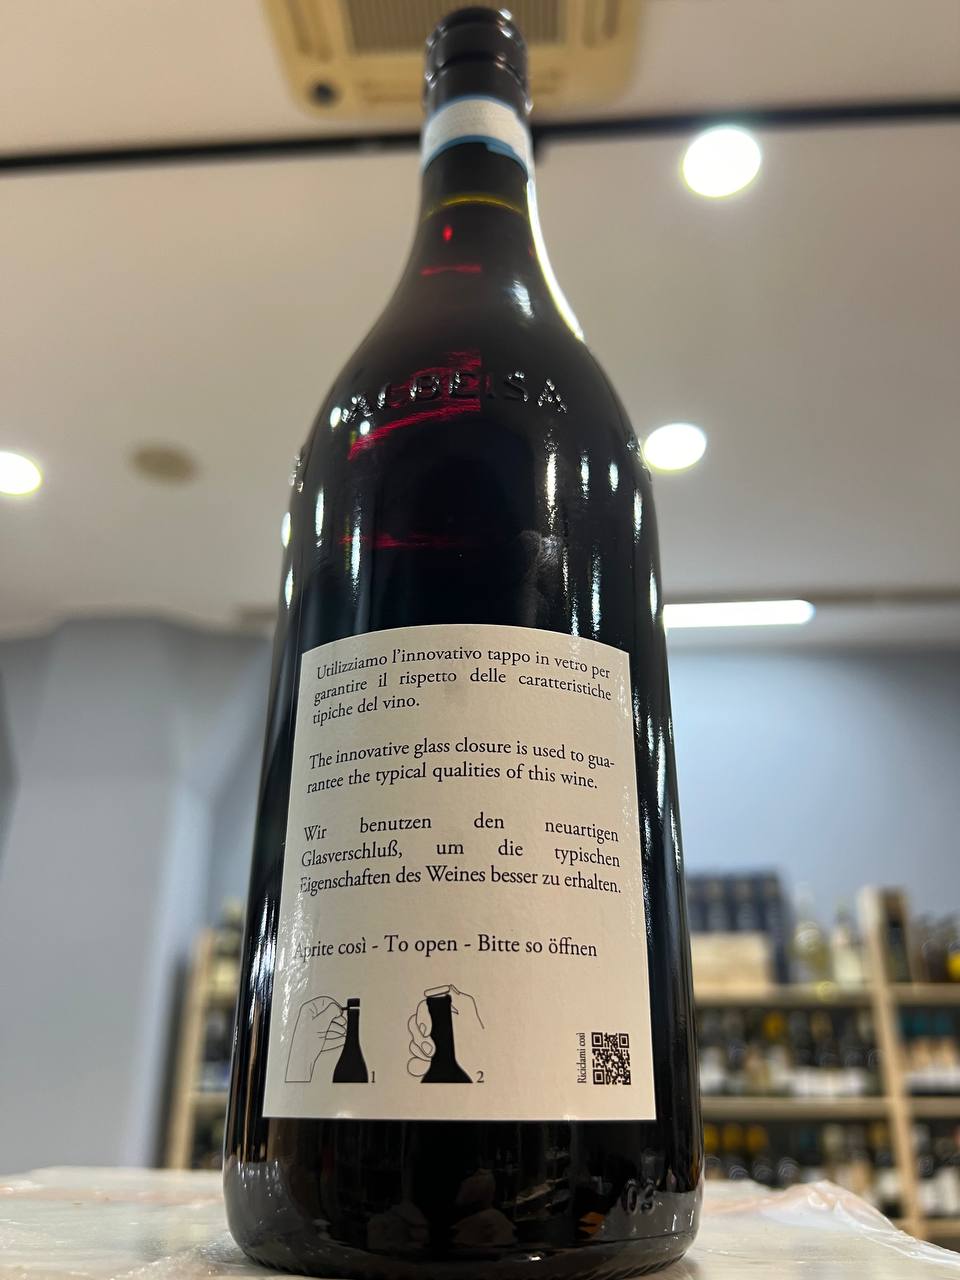 ALBEISA
Utilizziamo l'innovativo tappo in vetro per
garantire il rispetto delle caratteristiche
tipiche del vino.
The innovative glass closure is used to gua-
rantee the typical qualities of this wine.
Wir benutzen den neuartigen
Glasverschluß, um die typischen
Eigenschaften des Weines besser zu erhalten.
Aprite così - To open - Bitte so öffnen
1
2
Riciclami così
03